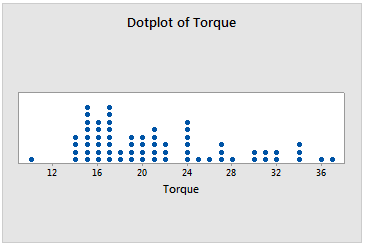 Dotplot of Torque
12 16 20 24 28 32 36
Torque